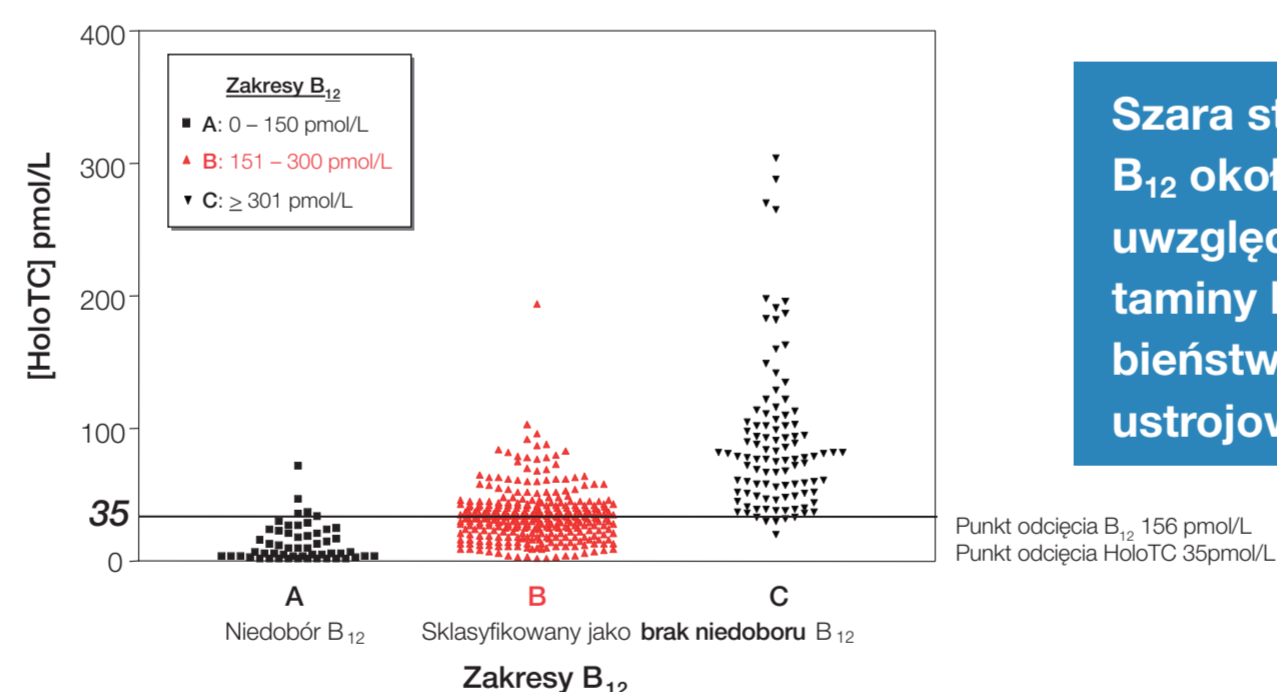 400
300
200
100
35
0
[HoloTC] pmol/L
Zakresy B12
A: 0 – 150 pmol/L
B: 151 – 300 pmol/L
C: ≥ 301 pmol/L
A
B
C
Niedobór B12
Sklasyfikowany jako brak niedoboru B12
Zakresy B12
Punkt odcięcia B12 156 pmol/L
Punkt odcięcia HoloTC 35pmol/L
Szara
B12